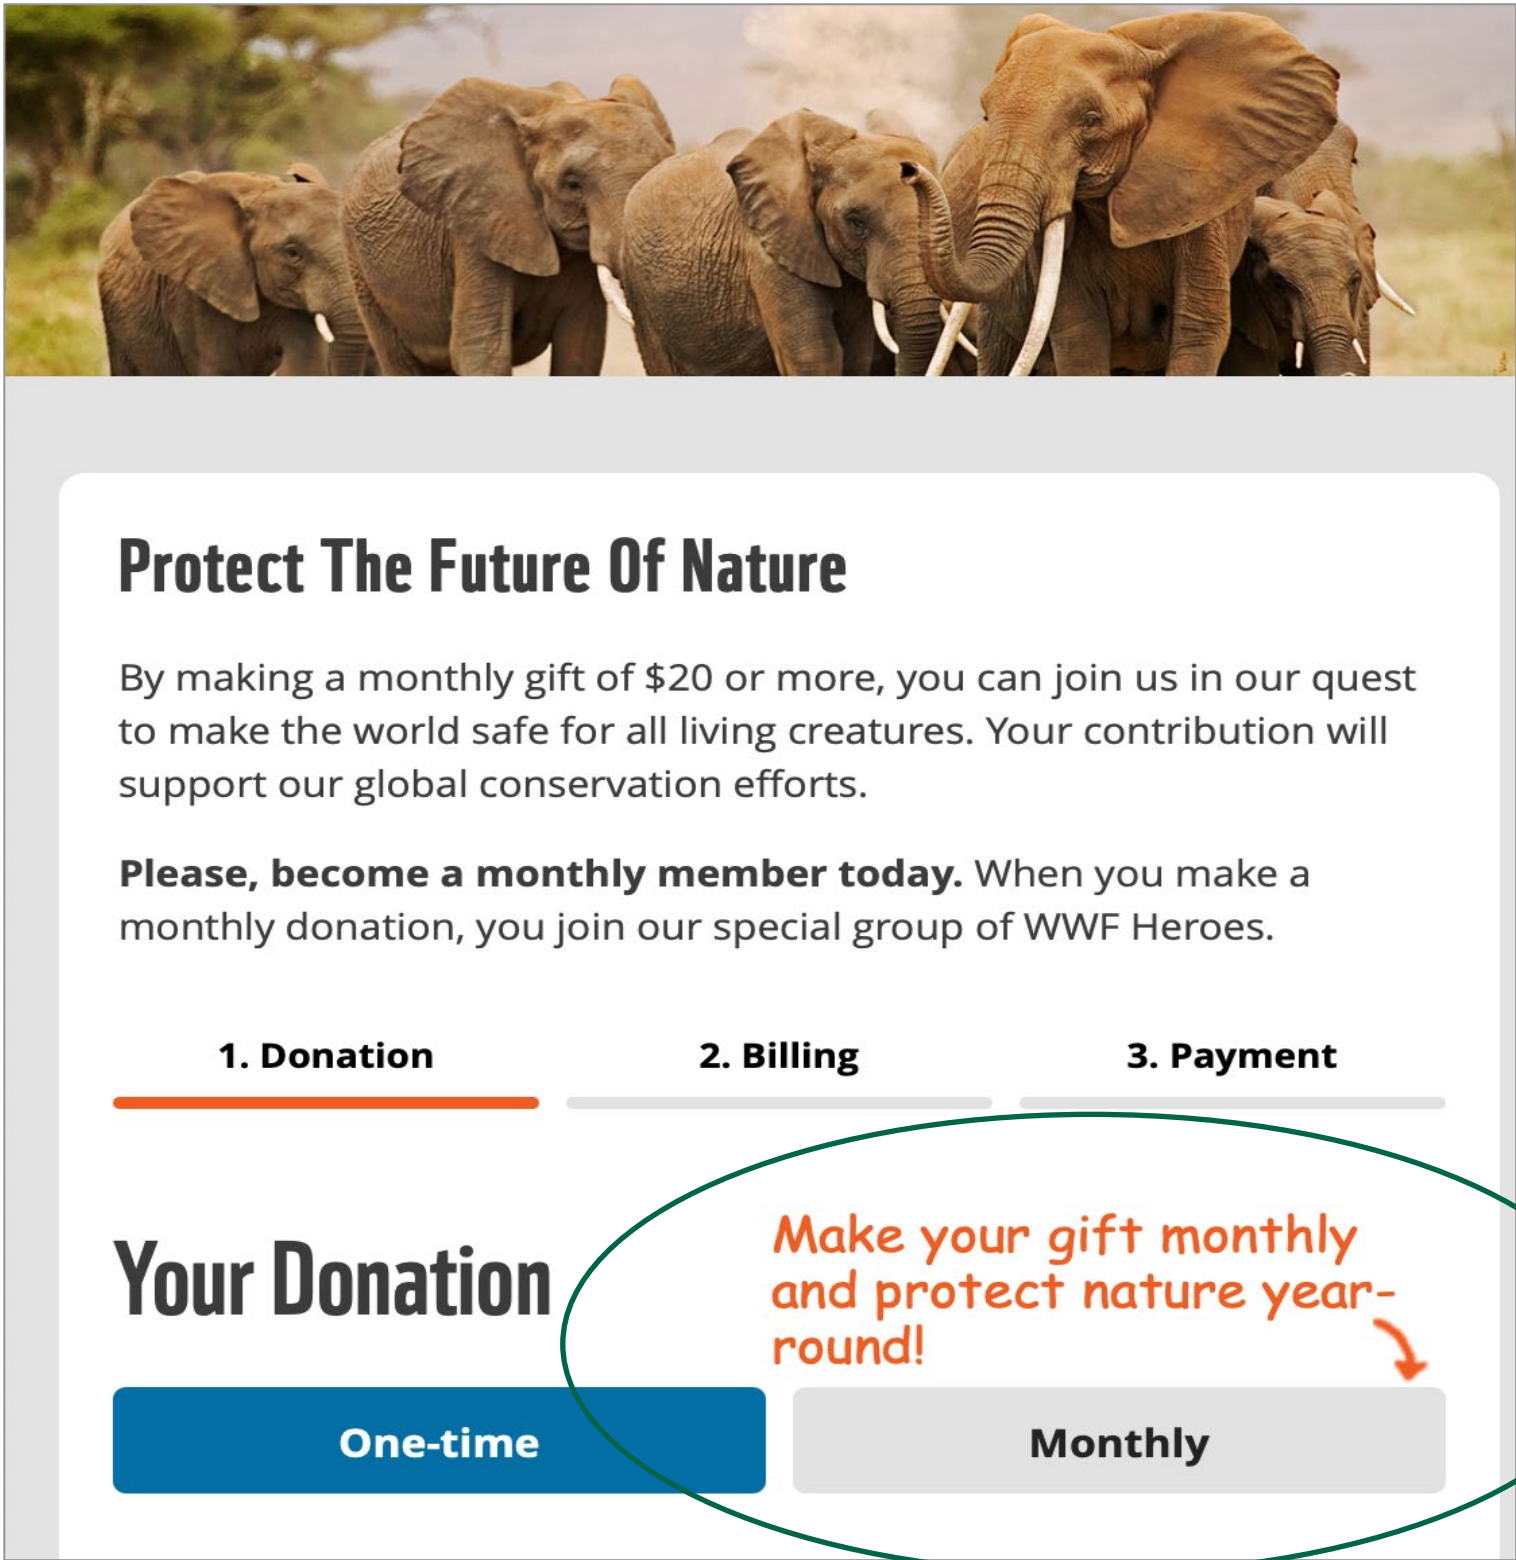 Protect The Future Of Nature
By making a monthly gift of $20 or more, you can join us in our quest
to make the world safe for all living creatures. Your contribution will
support our global conservation efforts.
Please, become a monthly member today. When you make a
monthly donation, you join our special group of WWF Heroes.
1. Donation
2. Billing
3. Payment
Your Donation
Make your gift monthly
and protect nature year-
round!
One-time
Monthly